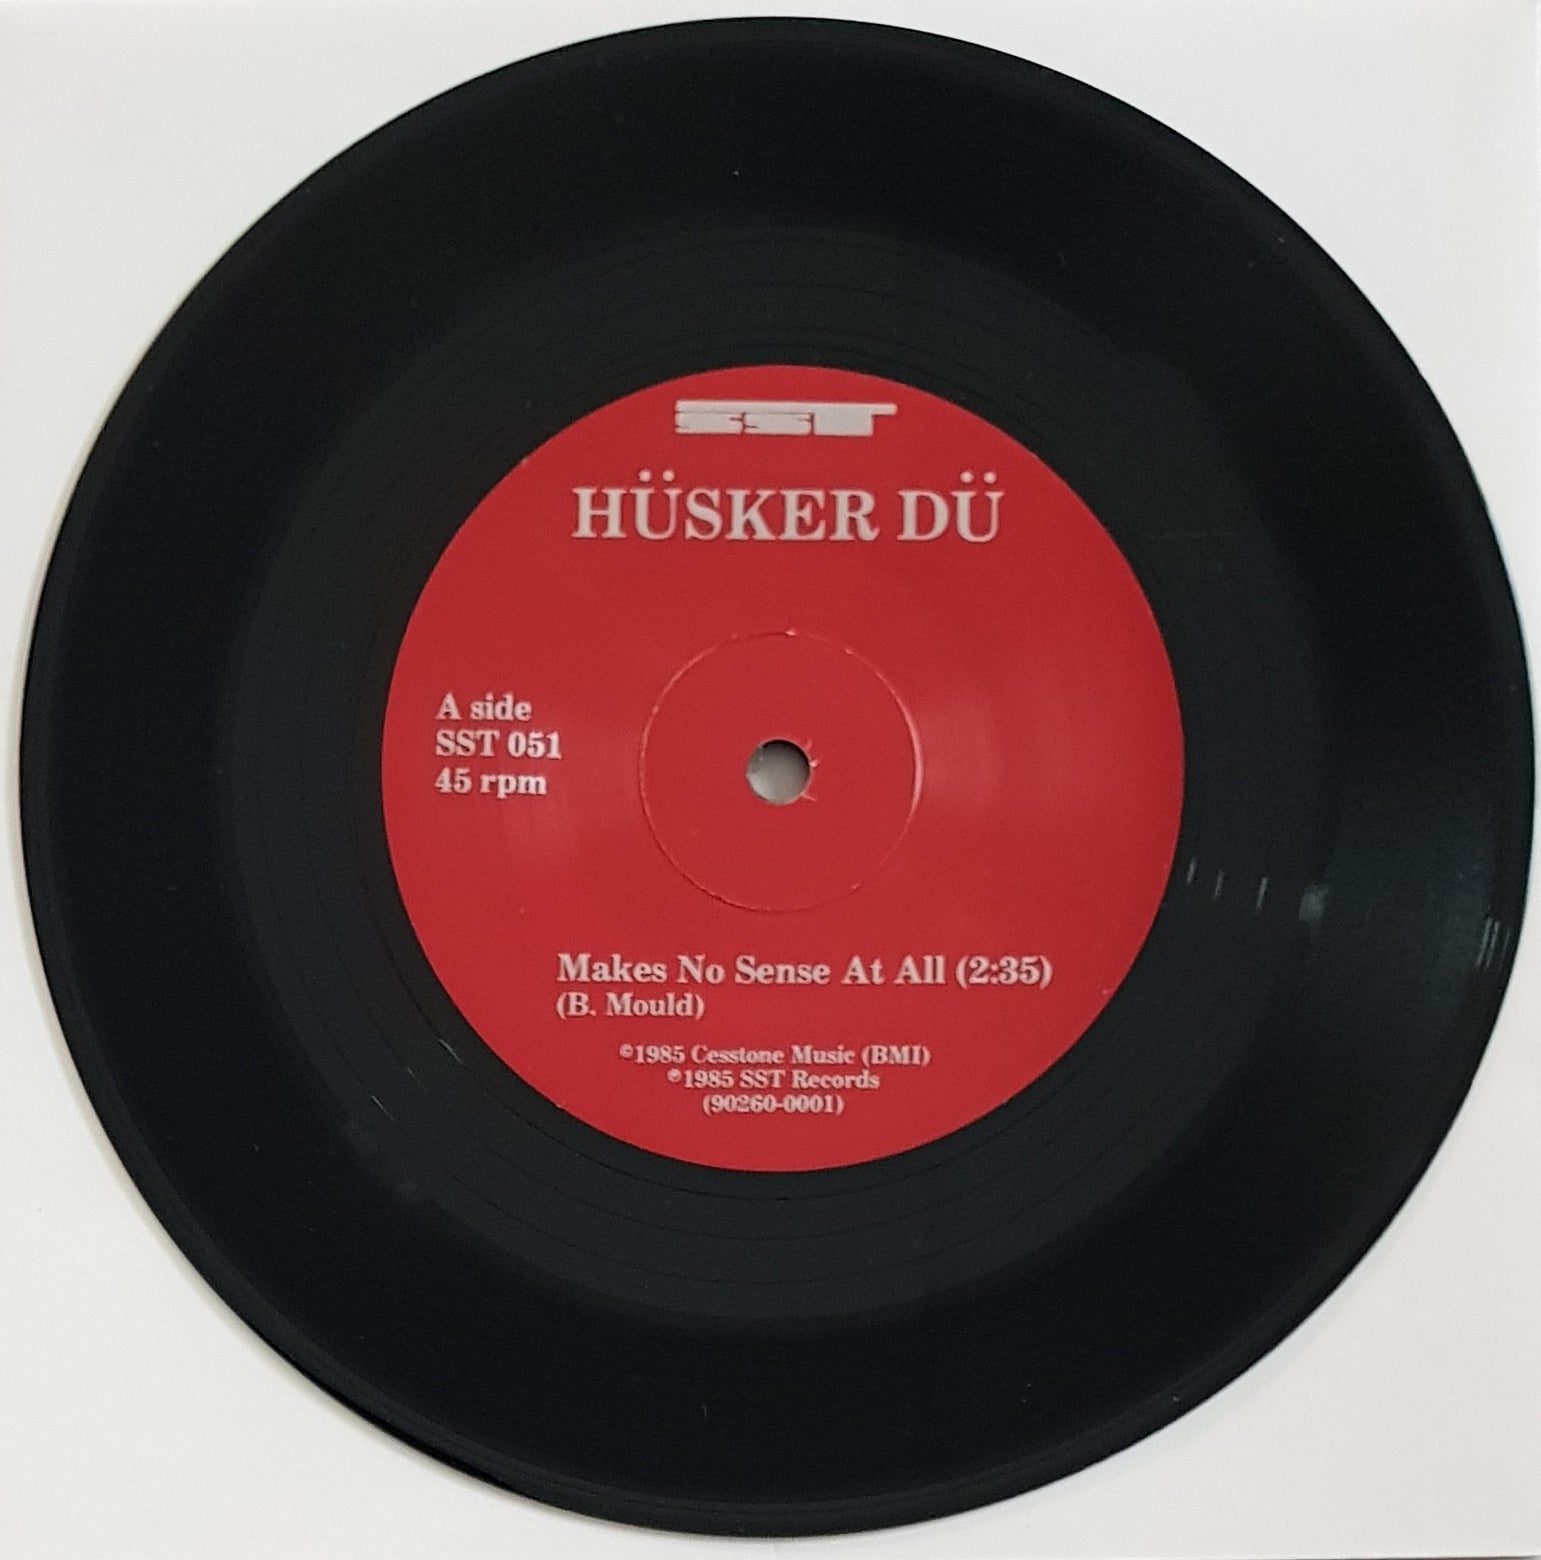 SST
HÜSKER DÜ
A side
SST 051
45 rpm
Makes No Sense At All (2:35)
(B. Mould)
©1985 Cesstone Music (BMI)
℗1985 SST Records
(90260-0001)